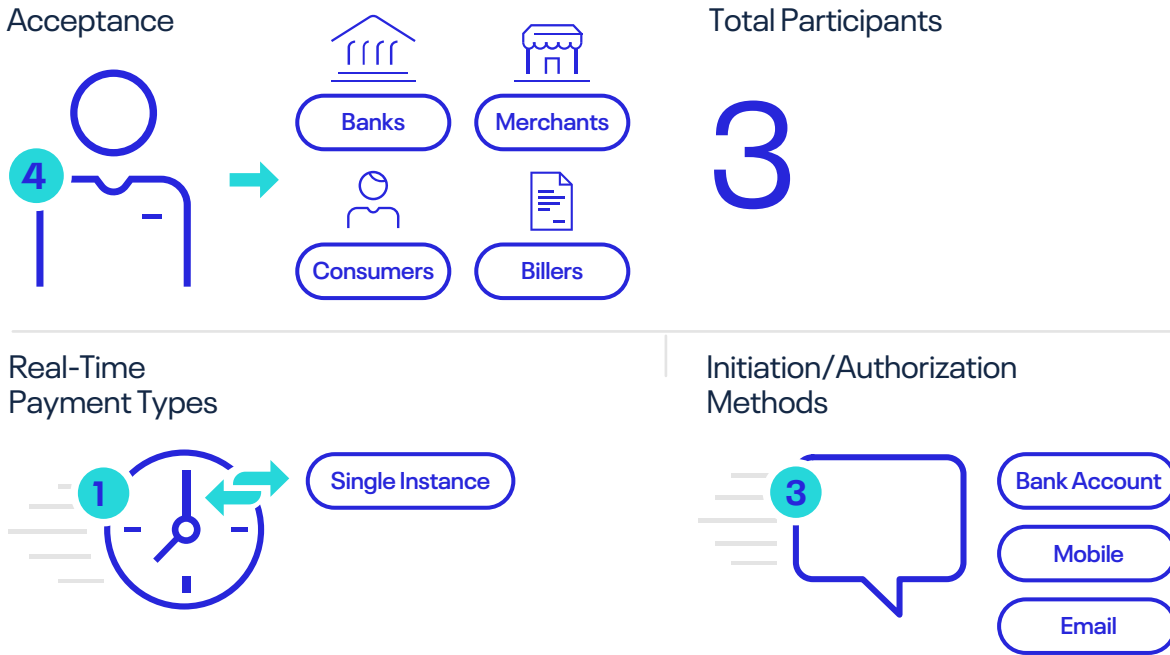 Acceptance
4
Banks
Merchants
Consumers
Billers
Total Participants
3
Real-Time
Payment Types
1
Single Instance
Initiation/Authorization
Methods
3
Bank Account
Mobile
Email